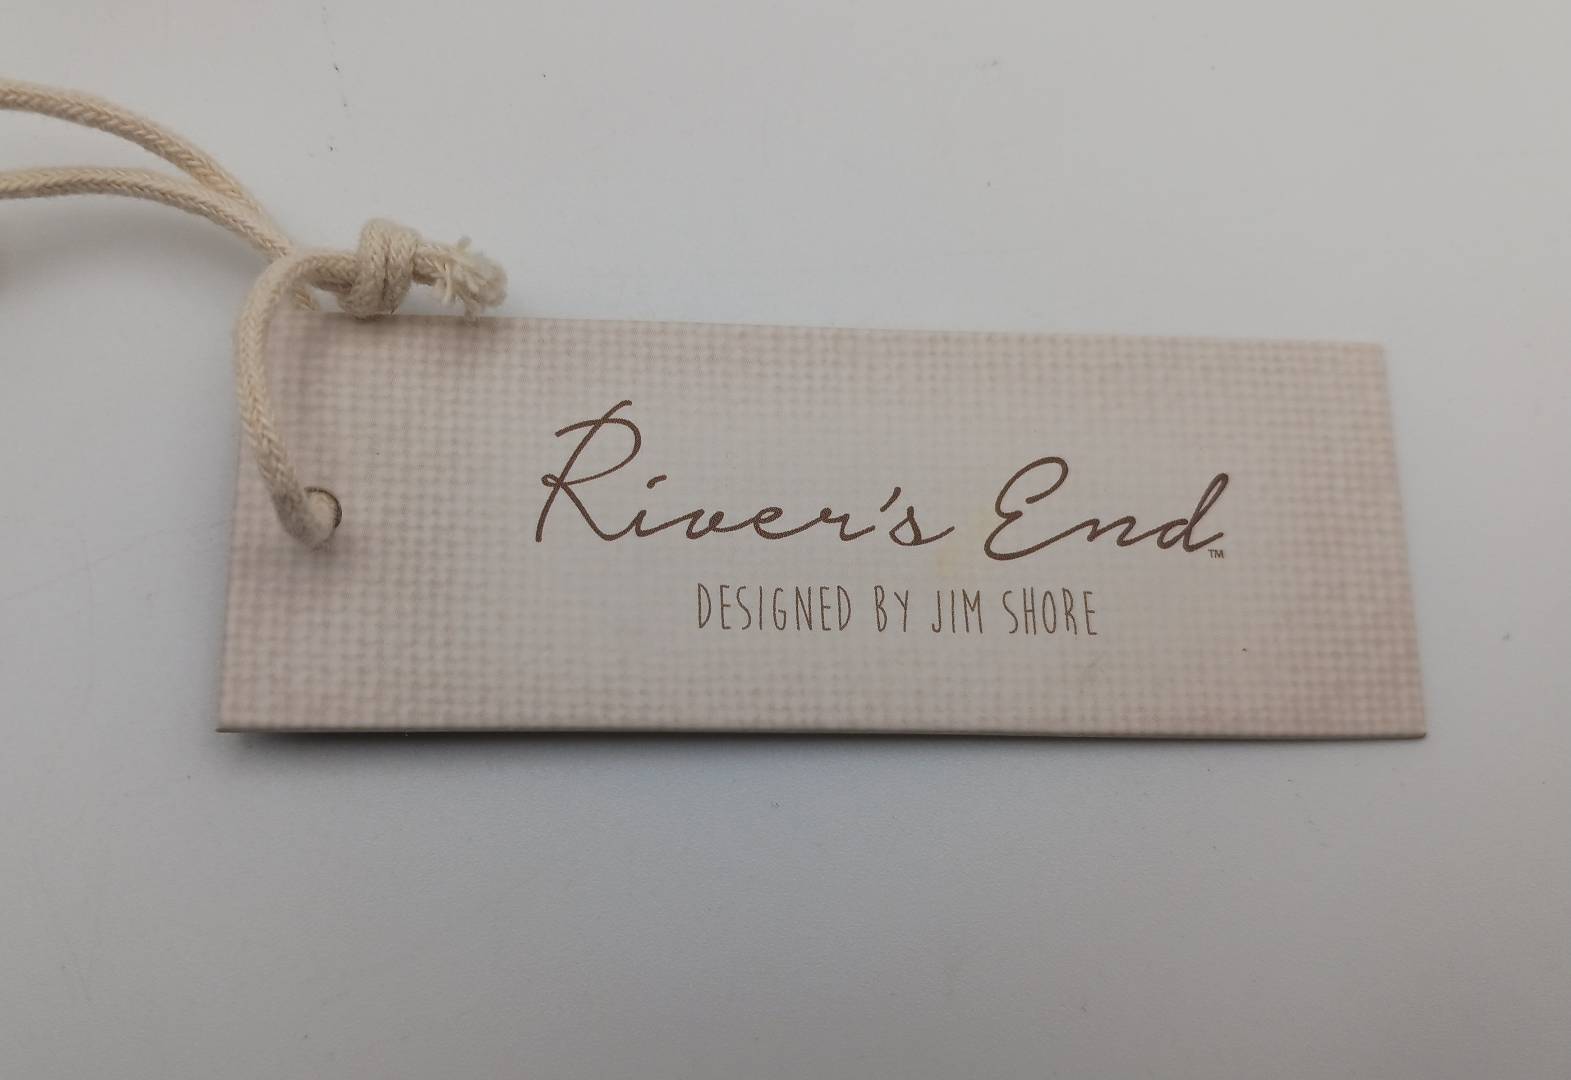 River's End™
DESIGNED BY JIM SHORE